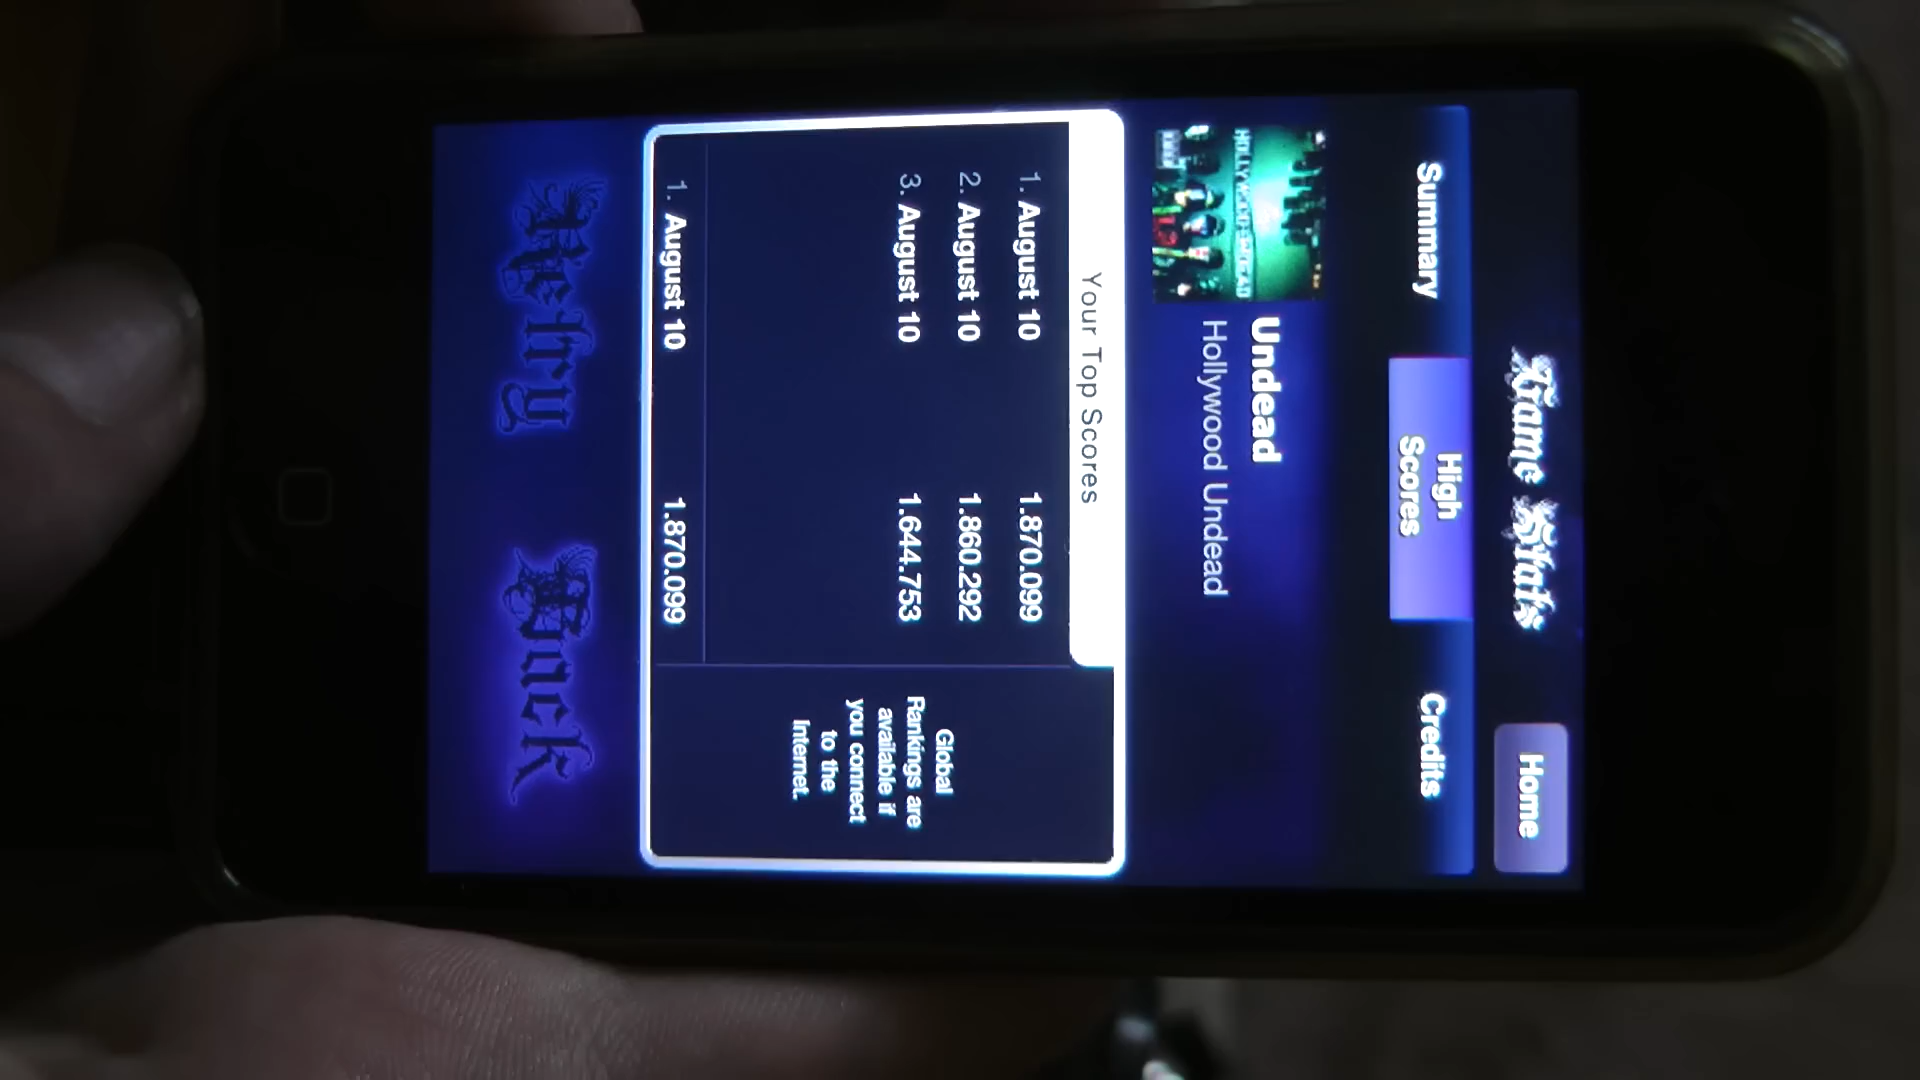 Game Stats
Home
Summary
High
Scores
Credits
HOLLYWOOD UNDEAD
Undead
Hollywood Undead
Your Top Scores
1. August 10 1.870.099
2. August 10 1.860.292
3. August 10 1.644.753
1. August 10 1.870.099
Global
Rankings are
available if
you connect
to the
Internet.
Retry
Back